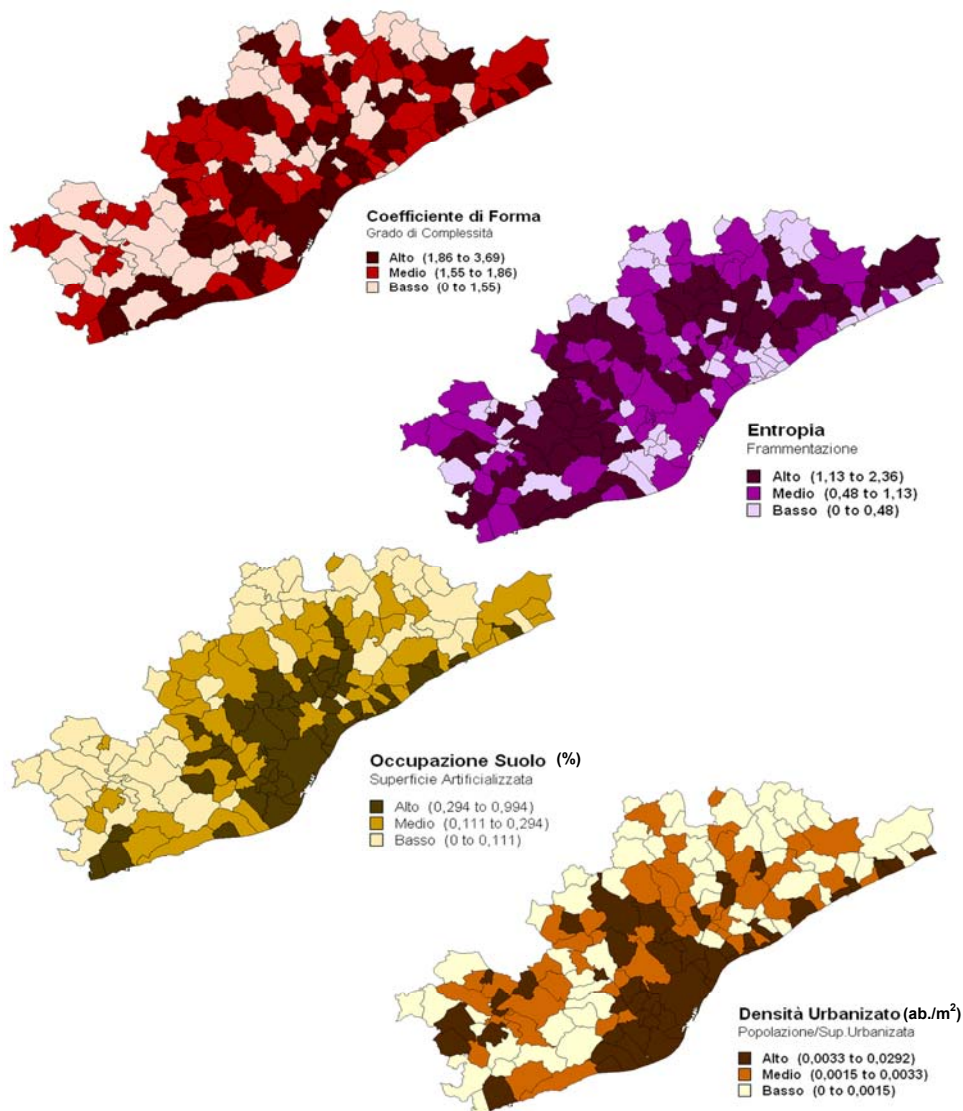 Coefficiente di Forma
Grado di Complessità
Alto (1,86 to 3,69)
Medio (1,55 to 1,86)
Basso (0 to 1,55)
Entropia
Frammentazione
Alto (1,13 to 2,36)
Medio (0,48 to 1,13)
Basso (0 to 0,48)
Occupazione Suolo (%)
Superficie Artificializzata
Alto (0,294 to 0,994)
Medio (0,111 to 0,294)
Basso (0 to 0,111)
Densità Urbanizato (ab./m²)
Popolazione/Sup.Urbanizata
Alto (0,0033 to 0,0292)
Medio (0,0015 to 0,0033)
Basso (0 to 0,0015)